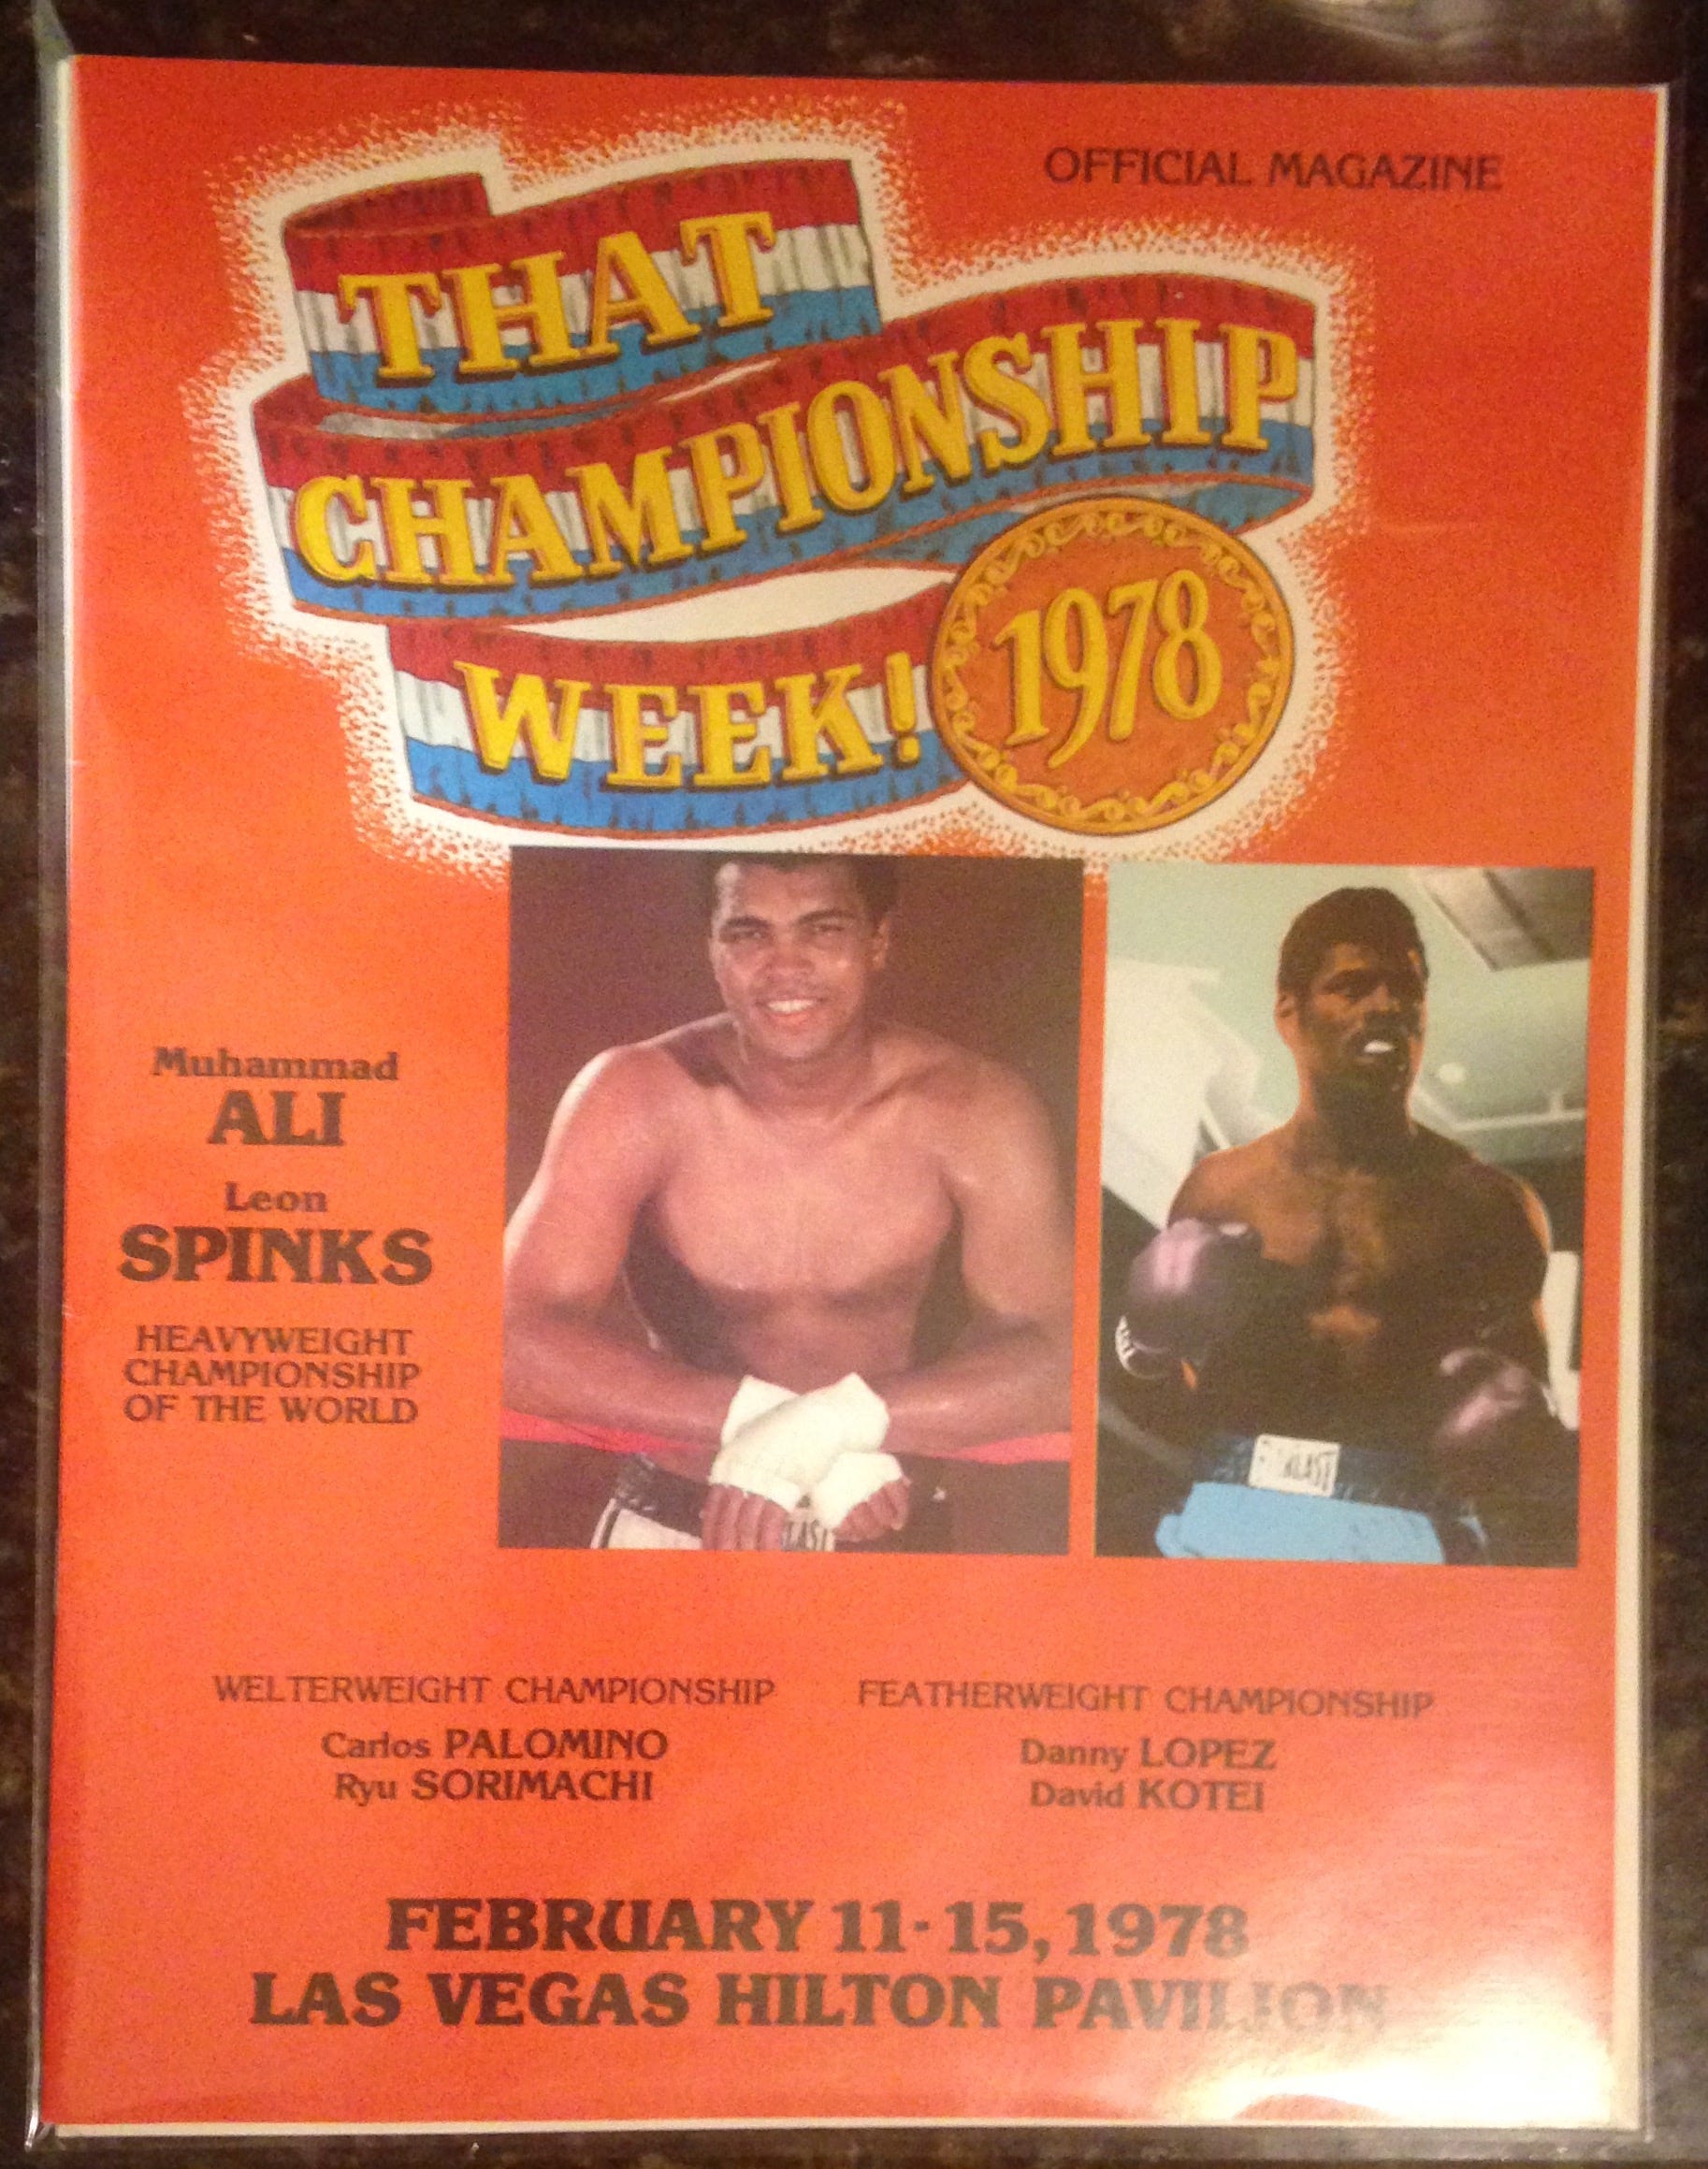 OFFICIAL MAGAZINE
THAT
CHAMPIONSHIP
WEEK!
1978
Muhammad
ALI
Leon
SPINKS
HEAVYWEIGHT
CHAMPIONSHIP
OF THE WORLD
WELTERWEIGHT CHAMPIONSHIP
Carlos PALOMINO
Ryu SORIMACHI
FEATHERWEIGHT CHAMPIONSHIP
Danny LOPEZ
David KOTEI
FEBRUARY 11-15, 1978
LAS VEGAS HILTON PAVILION